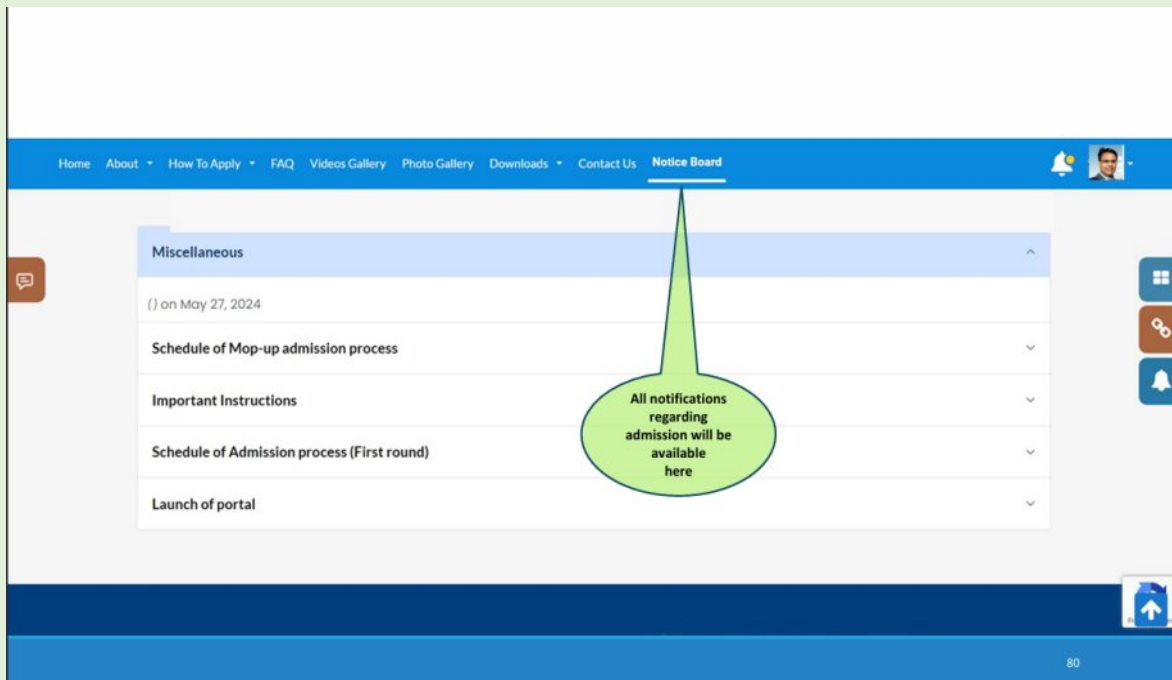 Home About How To Apply FAQ Videos Gallery Photo Gallery Downloads Contact Us Notice Board
Miscellaneous
() on May 27, 2024
Schedule of Mop-up admission process
Important Instructions
Schedule of Admission process (First round)
Launch of portal
All notifications
regarding
admission will be
available
here
80